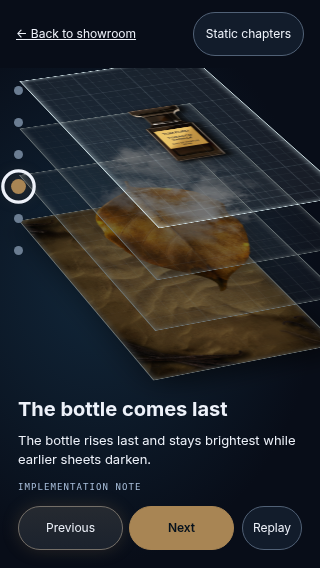 ← Back to showroom
Static chapters
The bottle comes last
The bottle rises last and stays brightest while
earlier sheets darken.
IMPLEMENTATION NOTE
Previous
Next
Replay